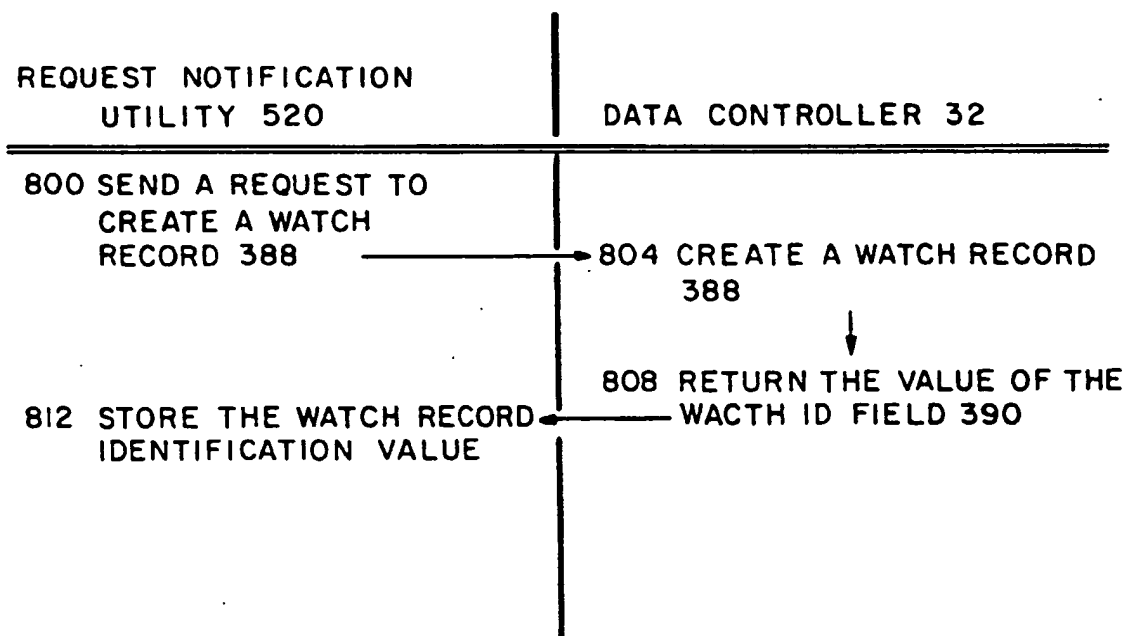 REQUEST NOTIFICATION
UTILITY 520
DATA CONTROLLER 32
800 SEND A REQUEST TO
CREATE A WATCH
RECORD 388
804 CREATE A WATCH RECORD
388
808 RETURN THE VALUE OF THE
WACTH ID FIELD 390
812 STORE THE WATCH RECORD
IDENTIFICATION VALUE